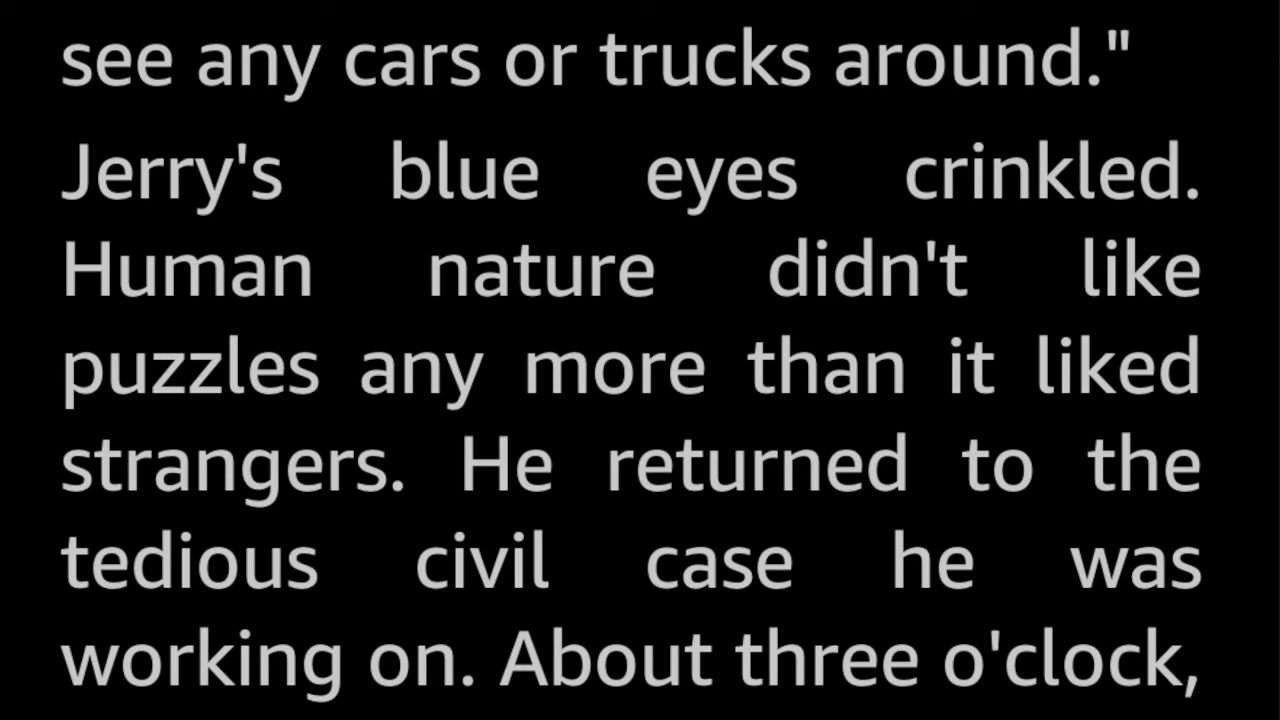 see any cars or trucks around."
Jerry's blue eyes crinkled.
Human nature didn't like
puzzles any more than it liked
strangers. He returned to the
tedious civil case he was
working on. About three o'clock,